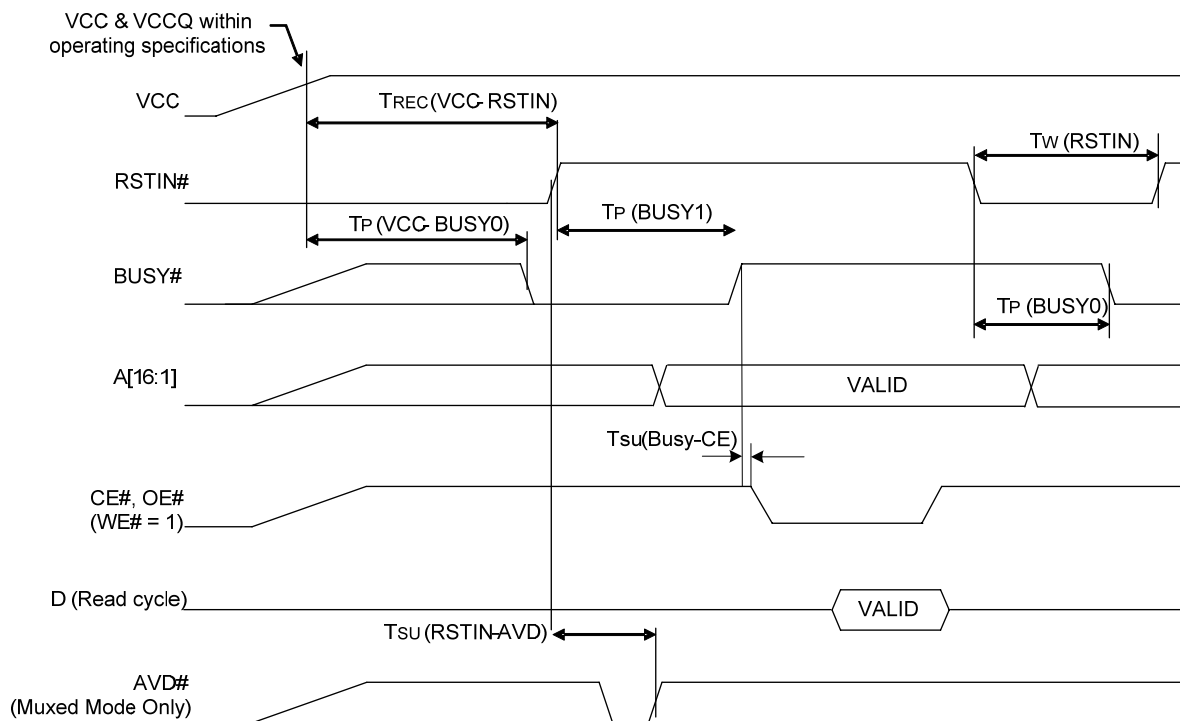 VCC & VCCQ within
operating specifications
VCC
TREC (VCC-RSTIN)
TW (RSTIN)
RSTIN#
TP (VCC-BUSY0)
TP (BUSY1)
BUSY#
TP (BUSY0)
A[16:1]
VALID
Tsu(Busy-CE)
CE#, OE#
(WE# = 1)
D (Read cycle)
VALID
TSU (RSTIN-AVD)
AVD#
(Muxed Mode Only)